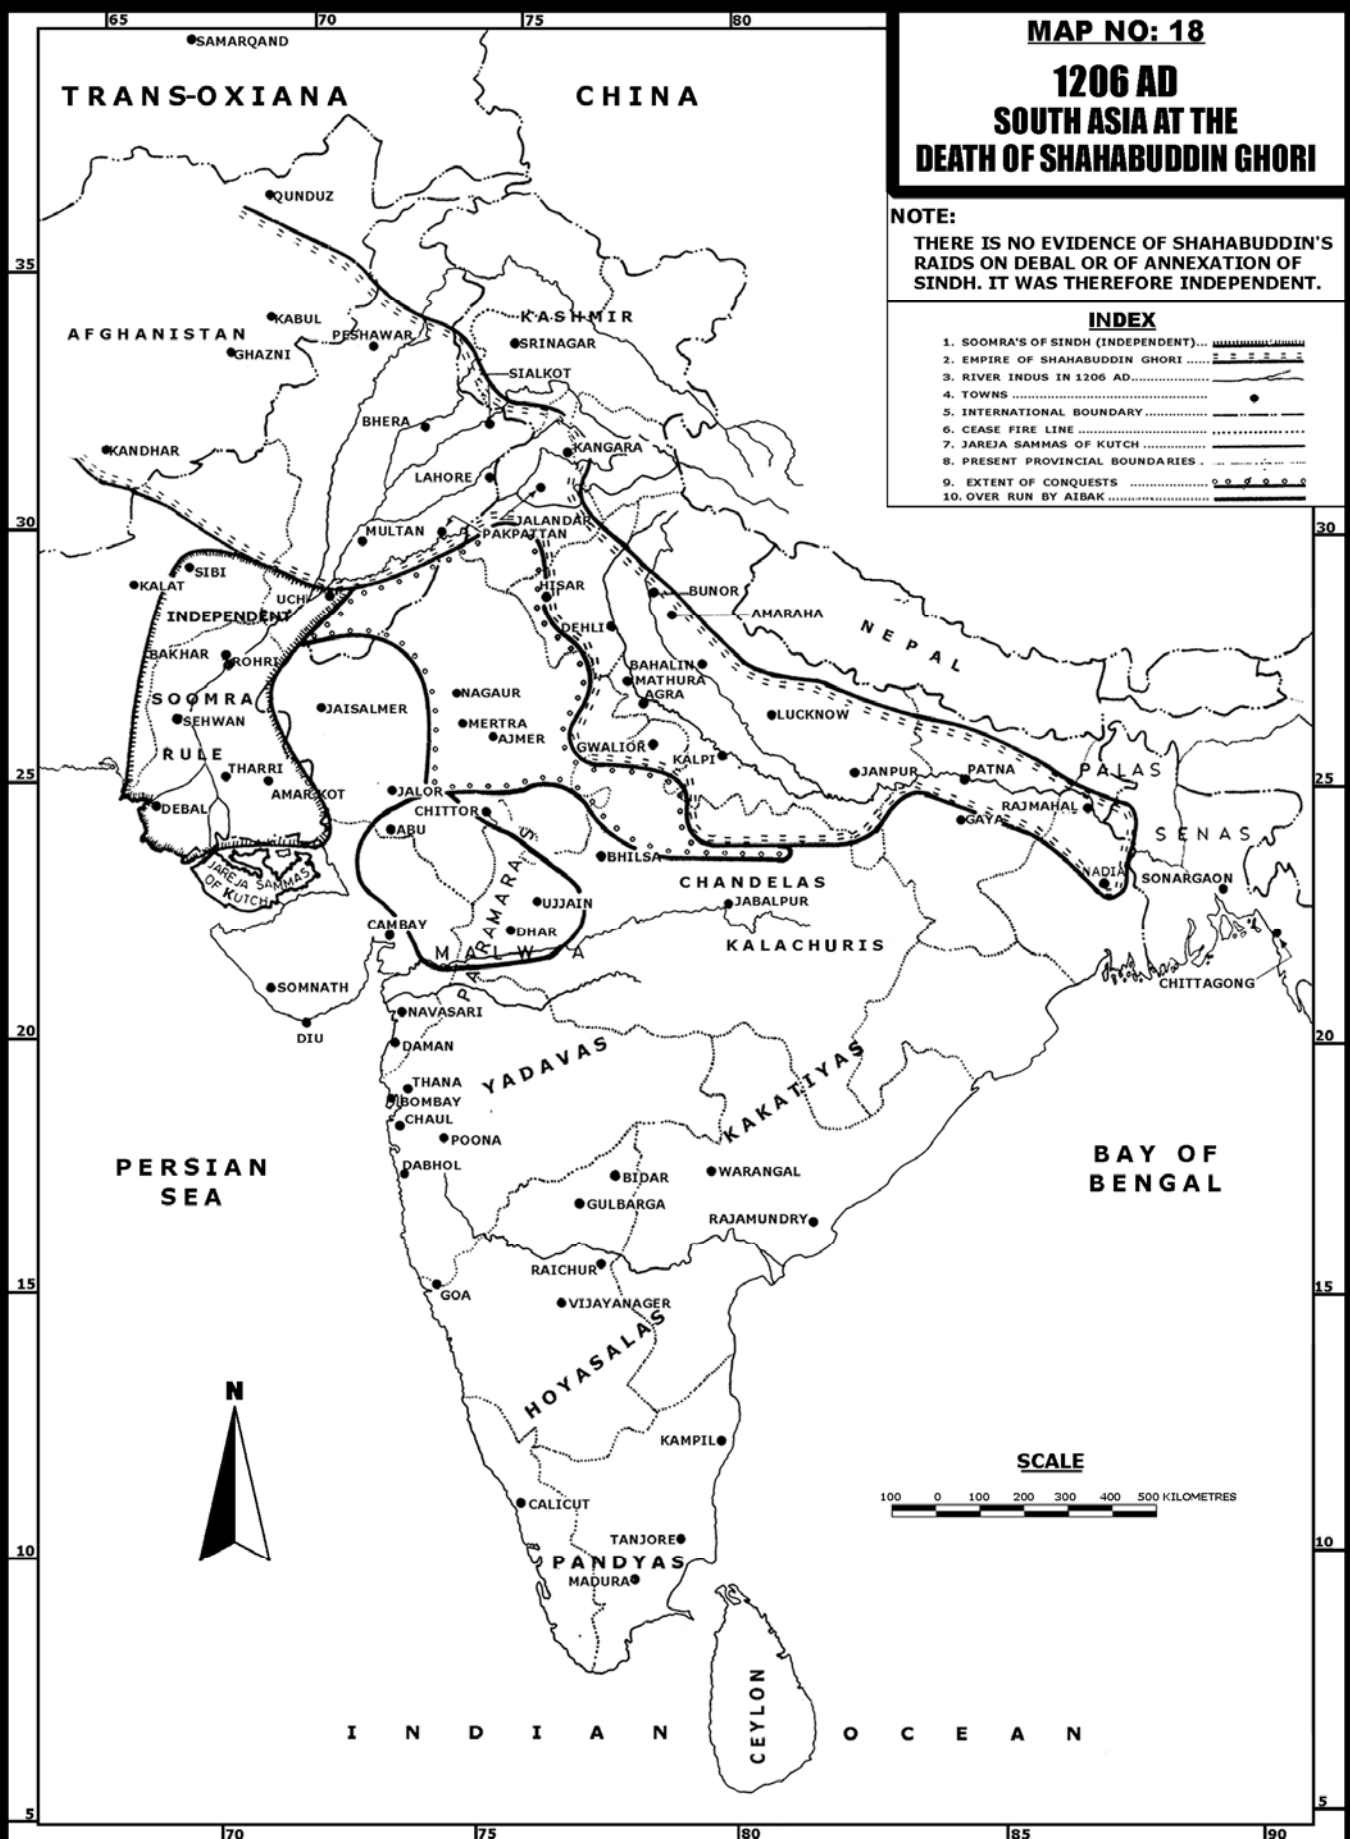 65 70 75 80
MAP NO: 18
1206 AD
SOUTH ASIA AT THE
DEATH OF SHAHABUDDIN GHORI
NOTE:
THERE IS NO EVIDENCE OF SHAHABUDDIN'S
RAIDS ON DEBAL OR OF ANNEXATION OF
SINDH. IT WAS THEREFORE INDEPENDENT.
INDEX
1. SOOMRA'S OF SINDH (INDEPENDENT)...
2. EMPIRE OF SHAHABUDDIN GHORI ......
3. RIVER INDUS IN 1206 AD
4. TOWNS
5. INTERNATIONAL BOUNDARY
6. CEASE FIRE LINE
7. JAREJA SAMMAS OF KUTCH
8. PRESENT PROVINCIAL BOUNDARIES
9. EXTENT OF CONQUESTS
10. OVER RUN BY AIBAK
SAMARQAND
TRANS-OXIANA
CHINA
QUNDUZ
35
KABUL
KASHMIR
AFGHANISTAN
PESHAWAR
SRINAGAR
GHAZNI
SIALKOT
BHERA
KANDHAR
KANGARA
LAHORE
30
30
JALANDAR
MULTAN
PAKPATTAN
SIBI
KALAT
HISAR
BUNOR
UCH
AMARAHA
INDEPENDENT
DEHLI
NEPAL
BAKHAR
ROHRI
BAHALIN
MATHURA
AGRA
SOOMRA
NAGAUR
JAISALMER
LUCKNOW
SEHWAN
MERTRA
AJMER
GWALIOR
RULE
KALPI
THARRI
JANPUR
PATNA
PALAS
25
25
AMARKOT
JALOR
DEBAL
CHITTOR
RAJMAHAL
GAYA
ABU
SENAS
BHILSA
JAREJA SAMMAS
OF KUTCH
NADIA
SONARGAON
CHANDELAS
UJJAIN
JABALPUR
PARAMARAS
CAMBAY
DHAR
KALACHURIS
MALWA
CHITTAGONG
SOMNATH
NAVASARI
20
20
DIU
DAMAN
YADAVAS
KAKATIYAS
THANA
BOMBAY
CHAUL
POONA
PERSIAN
SEA
BAY OF
BENGAL
DABHOL
BIDAR
WARANGAL
GULBARGA
RAJAMUNDRY
RAICHUR
15
15
GOA
VIJAYANAGER
HOYASALAS
N
KAMPIL
SCALE
100 0 100 200 300 400 500 KILOMETRES
CALICUT
TANJORE
10
10
PANDYAS
MADURA
CEYLON
INDIAN OCEAN
5
5
70 75 80 85 90